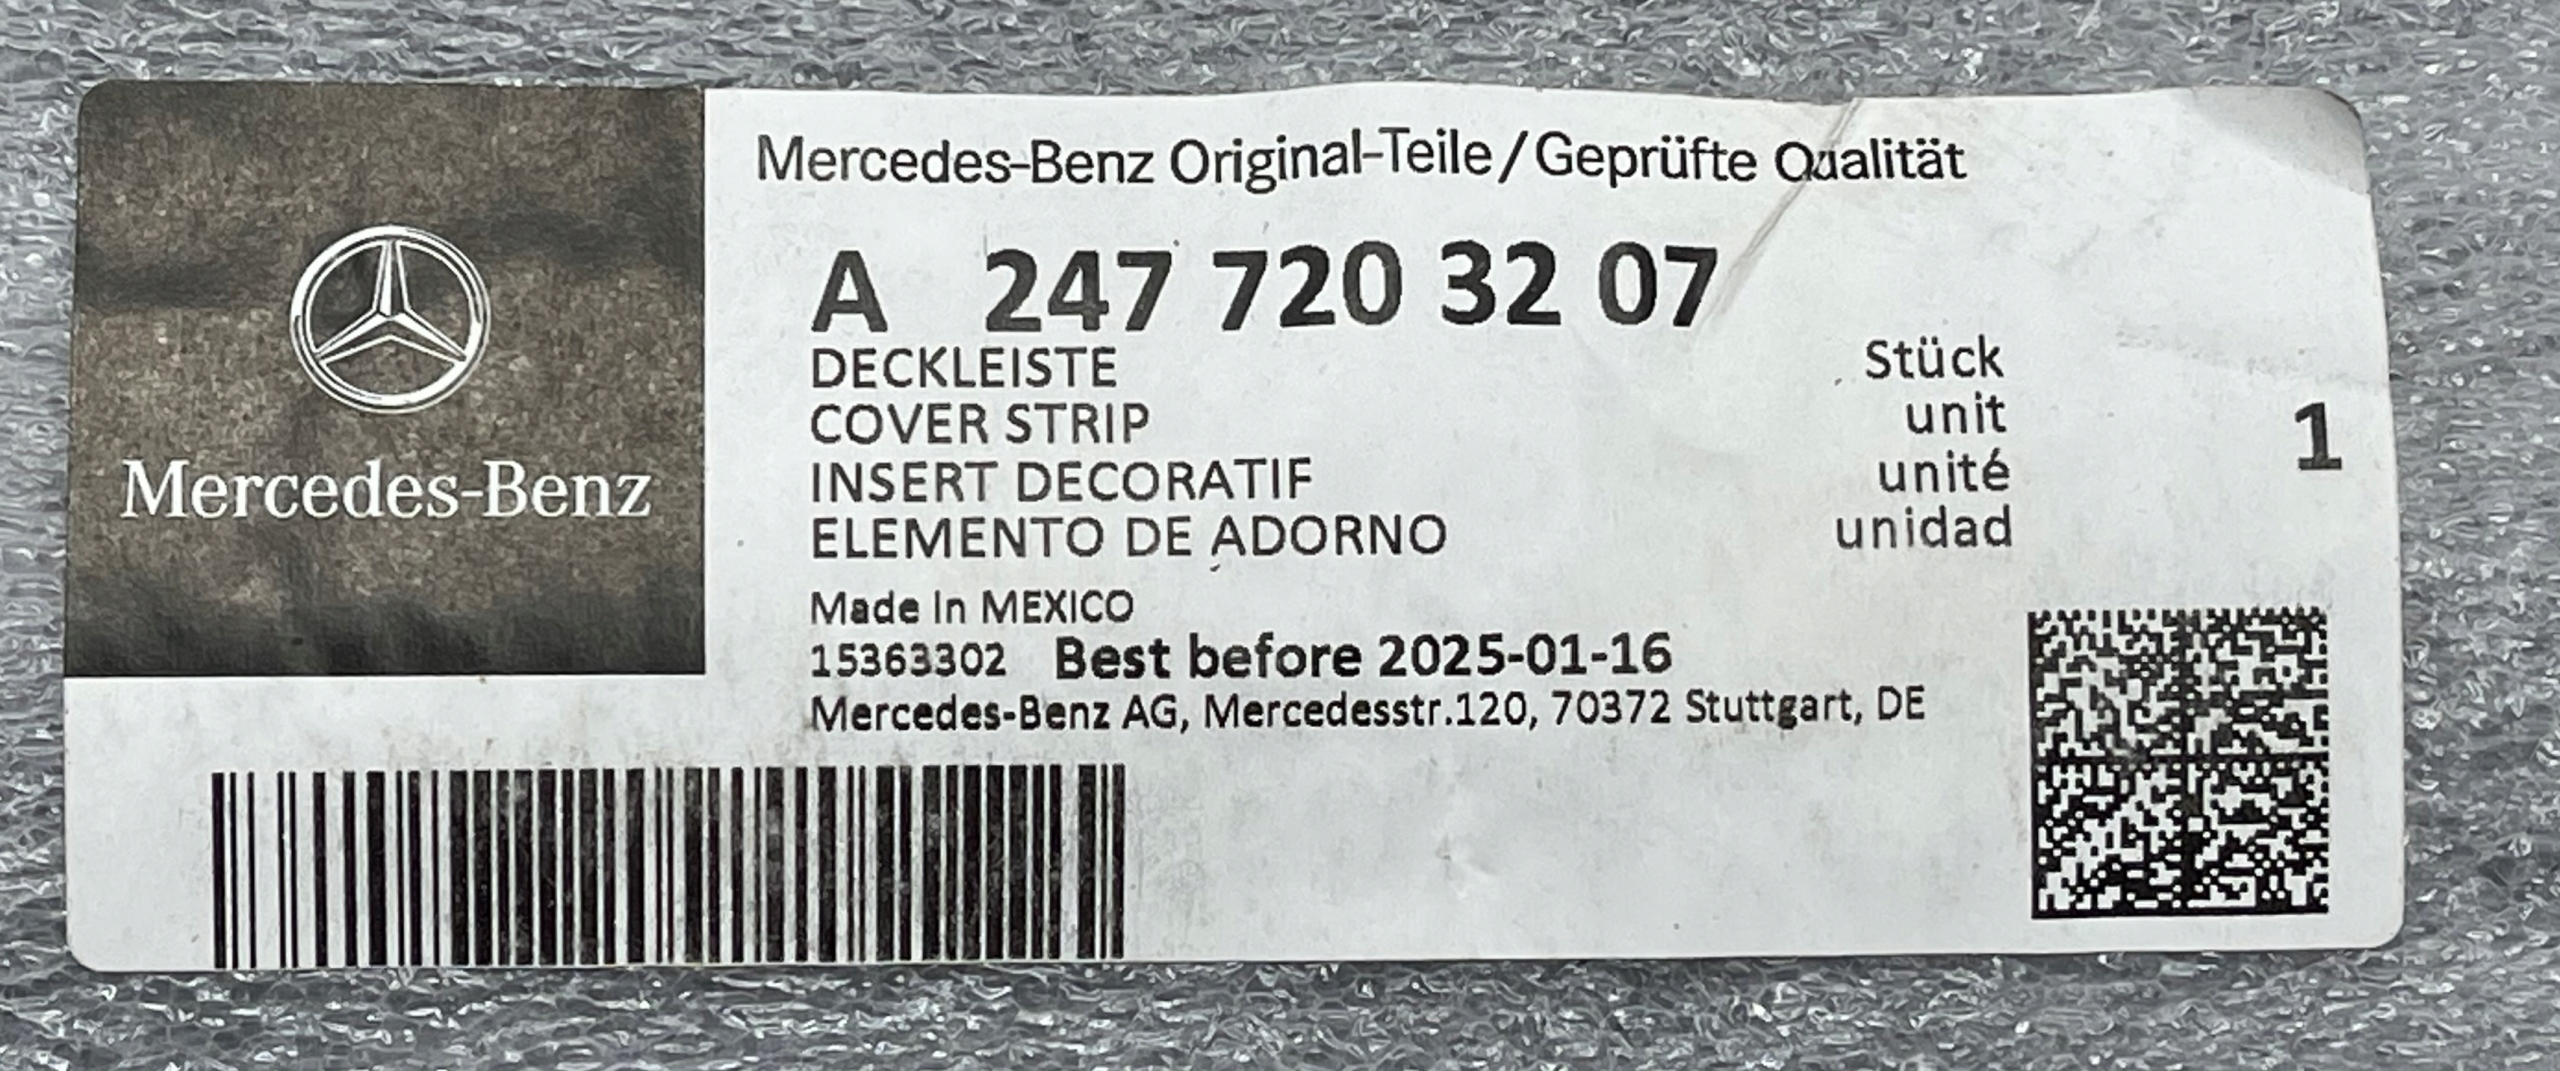 Mercedes-Benz
Mercedes-Benz Original-Teile/Geprüfte Qualität
A 247 720 32 07
DECKLEISTE Stück
COVER STRIP unit
INSERT DECORATIF unité
ELEMENTO DE ADORNO unidad
1
Made In MEXICO
15363302 Best before 2025-01-16
Mercedes-Benz AG, Mercedesstr.120, 70372 Stuttgart, DE